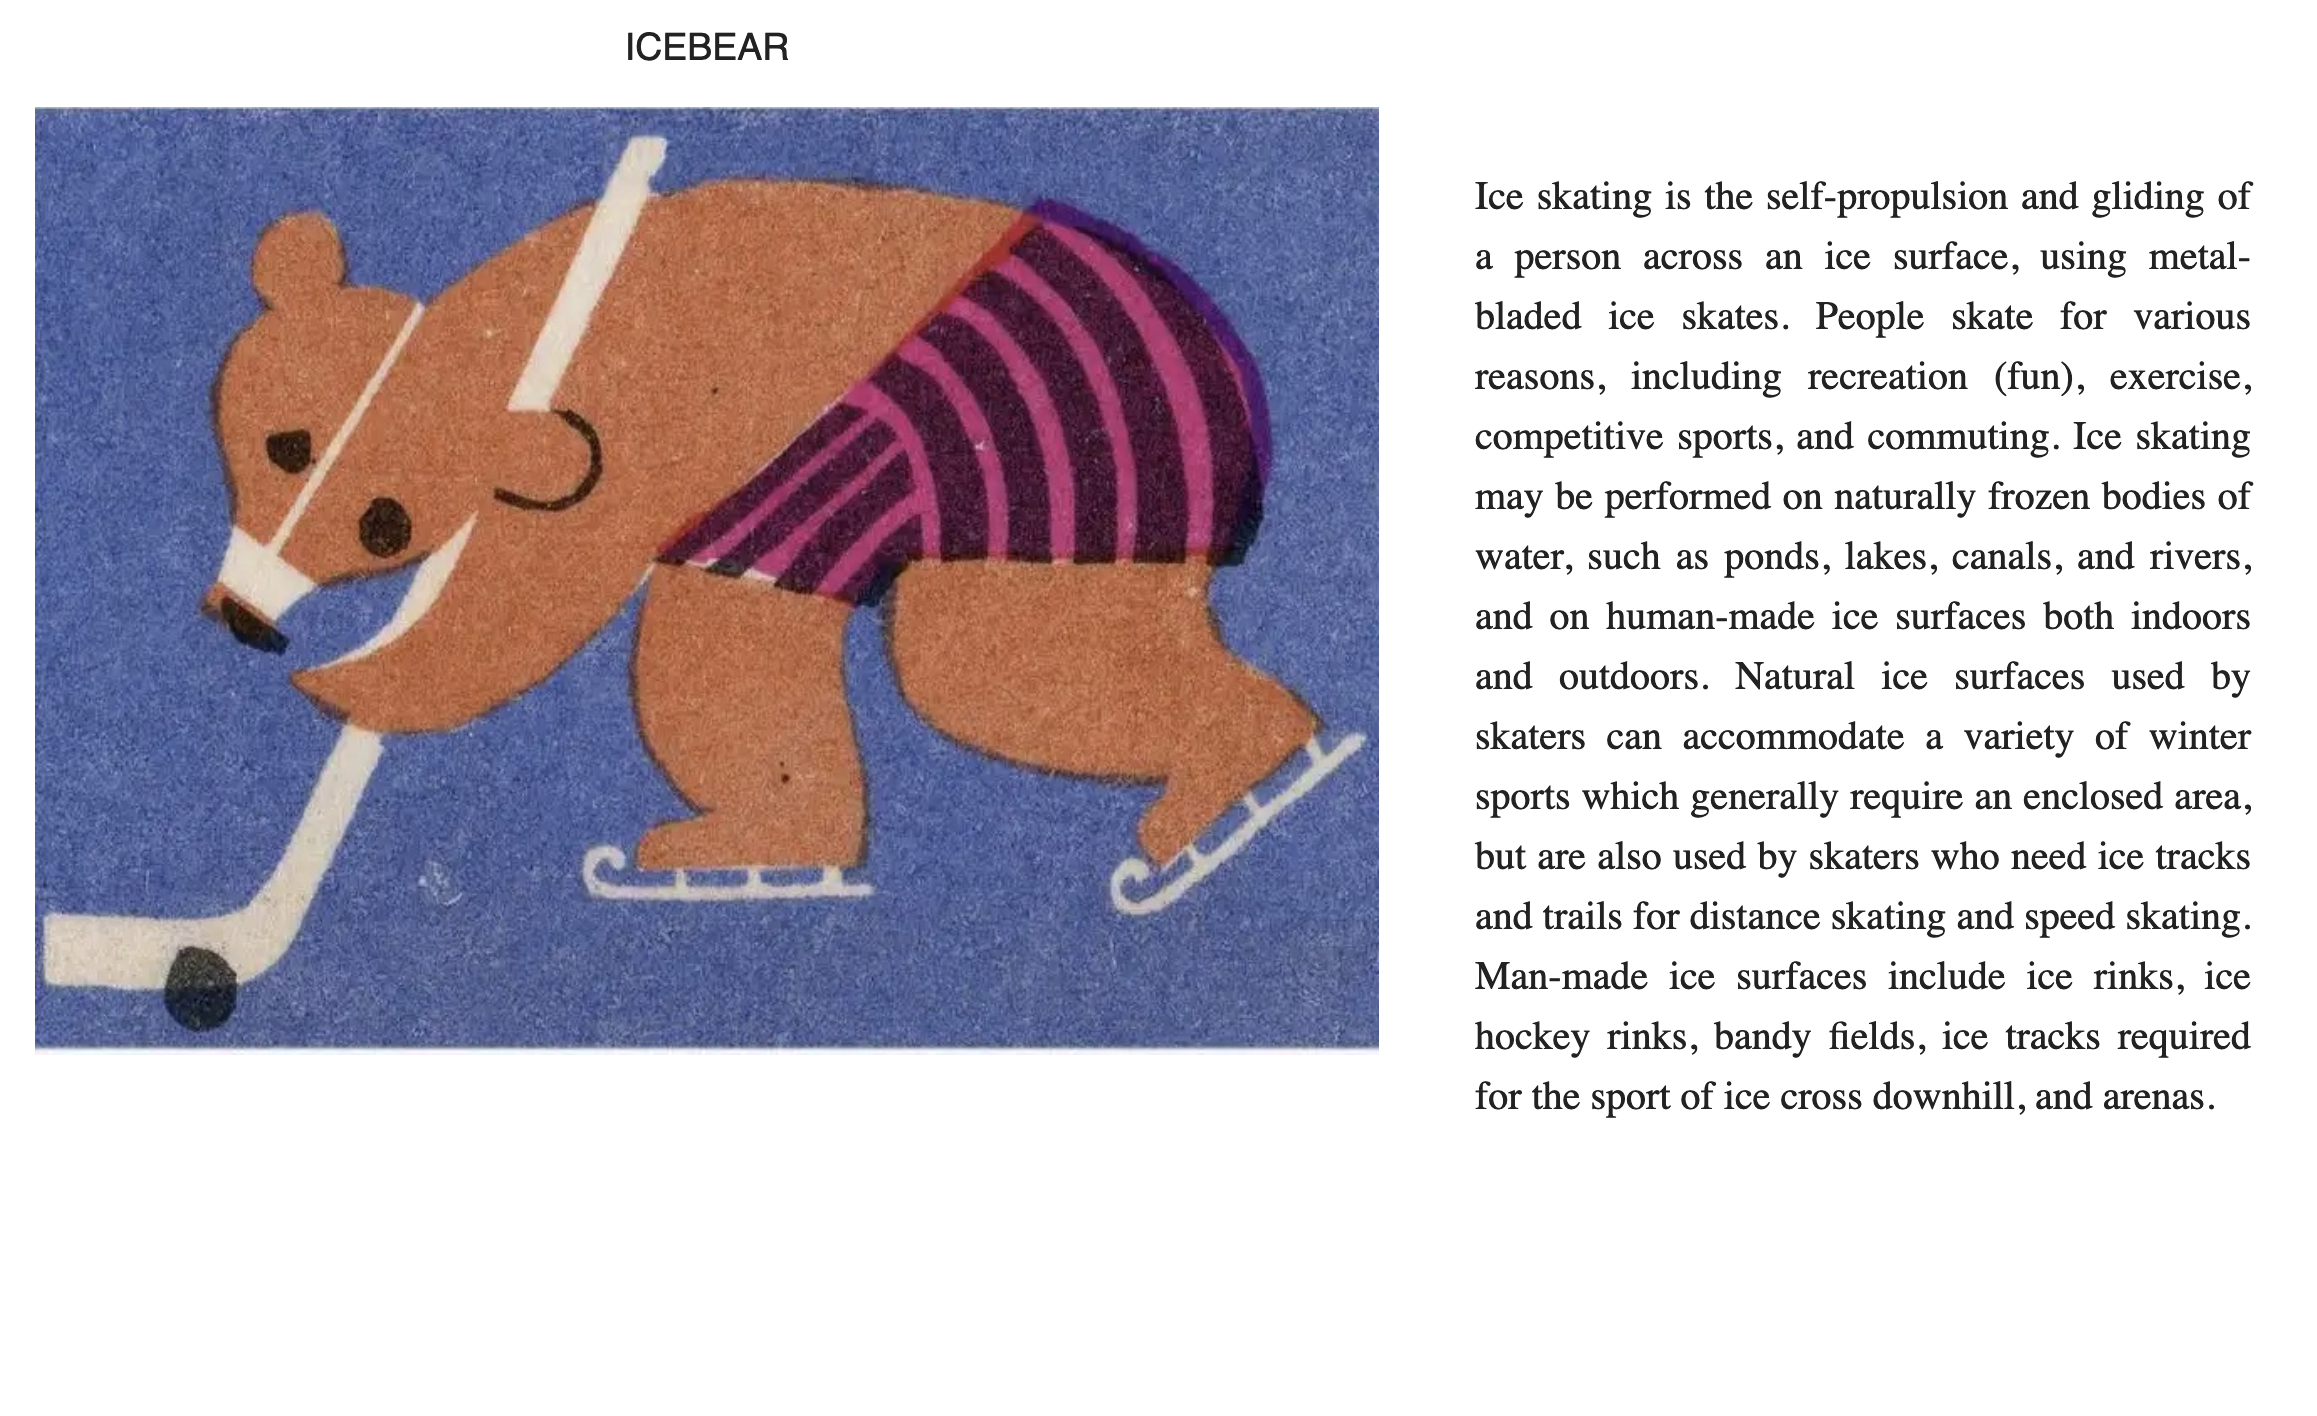 ICEBEAR
Ice skating is the self-propulsion and gliding of
a person across an ice surface, using metal-
bladed ice skates. People skate for various
reasons, including recreation (fun), exercise,
competitive sports, and commuting. Ice skating
may be performed on naturally frozen bodies of
water, such as ponds, lakes, canals, and rivers,
and on human-made ice surfaces both indoors
and outdoors. Natural ice surfaces used by
skaters can accommodate a variety of winter
sports which generally require an enclosed area,
but are also used by skaters who need ice tracks
and trails for distance skating and speed skating.
Man-made ice surfaces include ice rinks, ice
hockey rinks, bandy fields, ice tracks required
for the sport of ice cross downhill, and arenas.